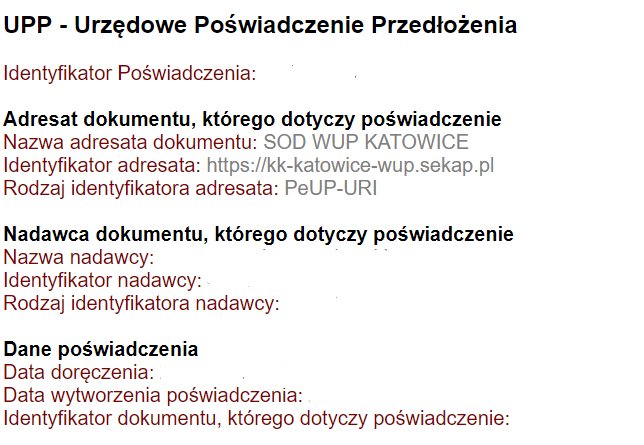 UPP - Urzędowe Poświadczenie Przedłożenia
Identyfikator Poświadczenia:
Adresat dokumentu, którego dotyczy poświadczenie
Nazwa adresata dokumentu: SOD WUP KATOWICE
Identyfikator adresata: https://kk-katowice-wup.sekap.pl
Rodzaj identyfikatora adresata: PeUP-URI
Nadawca dokumentu, którego dotyczy poświadczenie
Nazwa nadawcy:
Identyfikator nadawcy:
Rodzaj identyfikatora nadawcy:
Dane poświadczenia
Data doręczenia:
Data wytworzenia poświadczenia:
Identyfikator dokumentu, którego dotyczy poświadczenie: